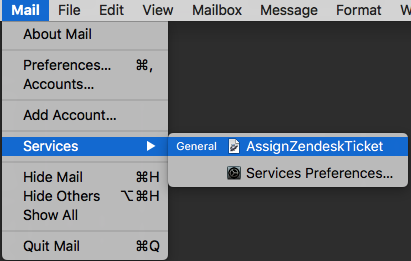 Mail File Edit View Mailbox Message Format W
About Mail
Preferences... ⌘,
Accounts...
Add Account...
Services ▶ General AssignZendeskTicket
Services Preferences...
Hide Mail ⌘H
Hide Others ⌥⌘H
Show All
Quit Mail ⌘Q